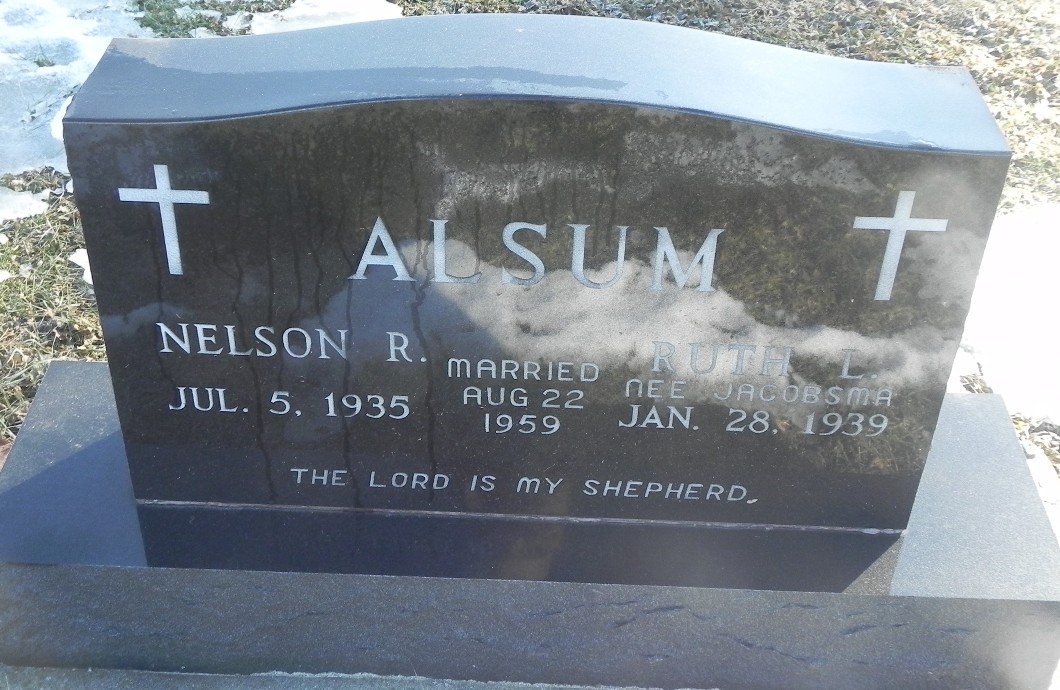 ALSUM
NELSON R.
JUL. 5, 1935
MARRIED
AUG 22
1959
RUTH L.
NEE JACOBSMA
JAN. 28, 1939
THE LORD IS MY SHEPHERD.